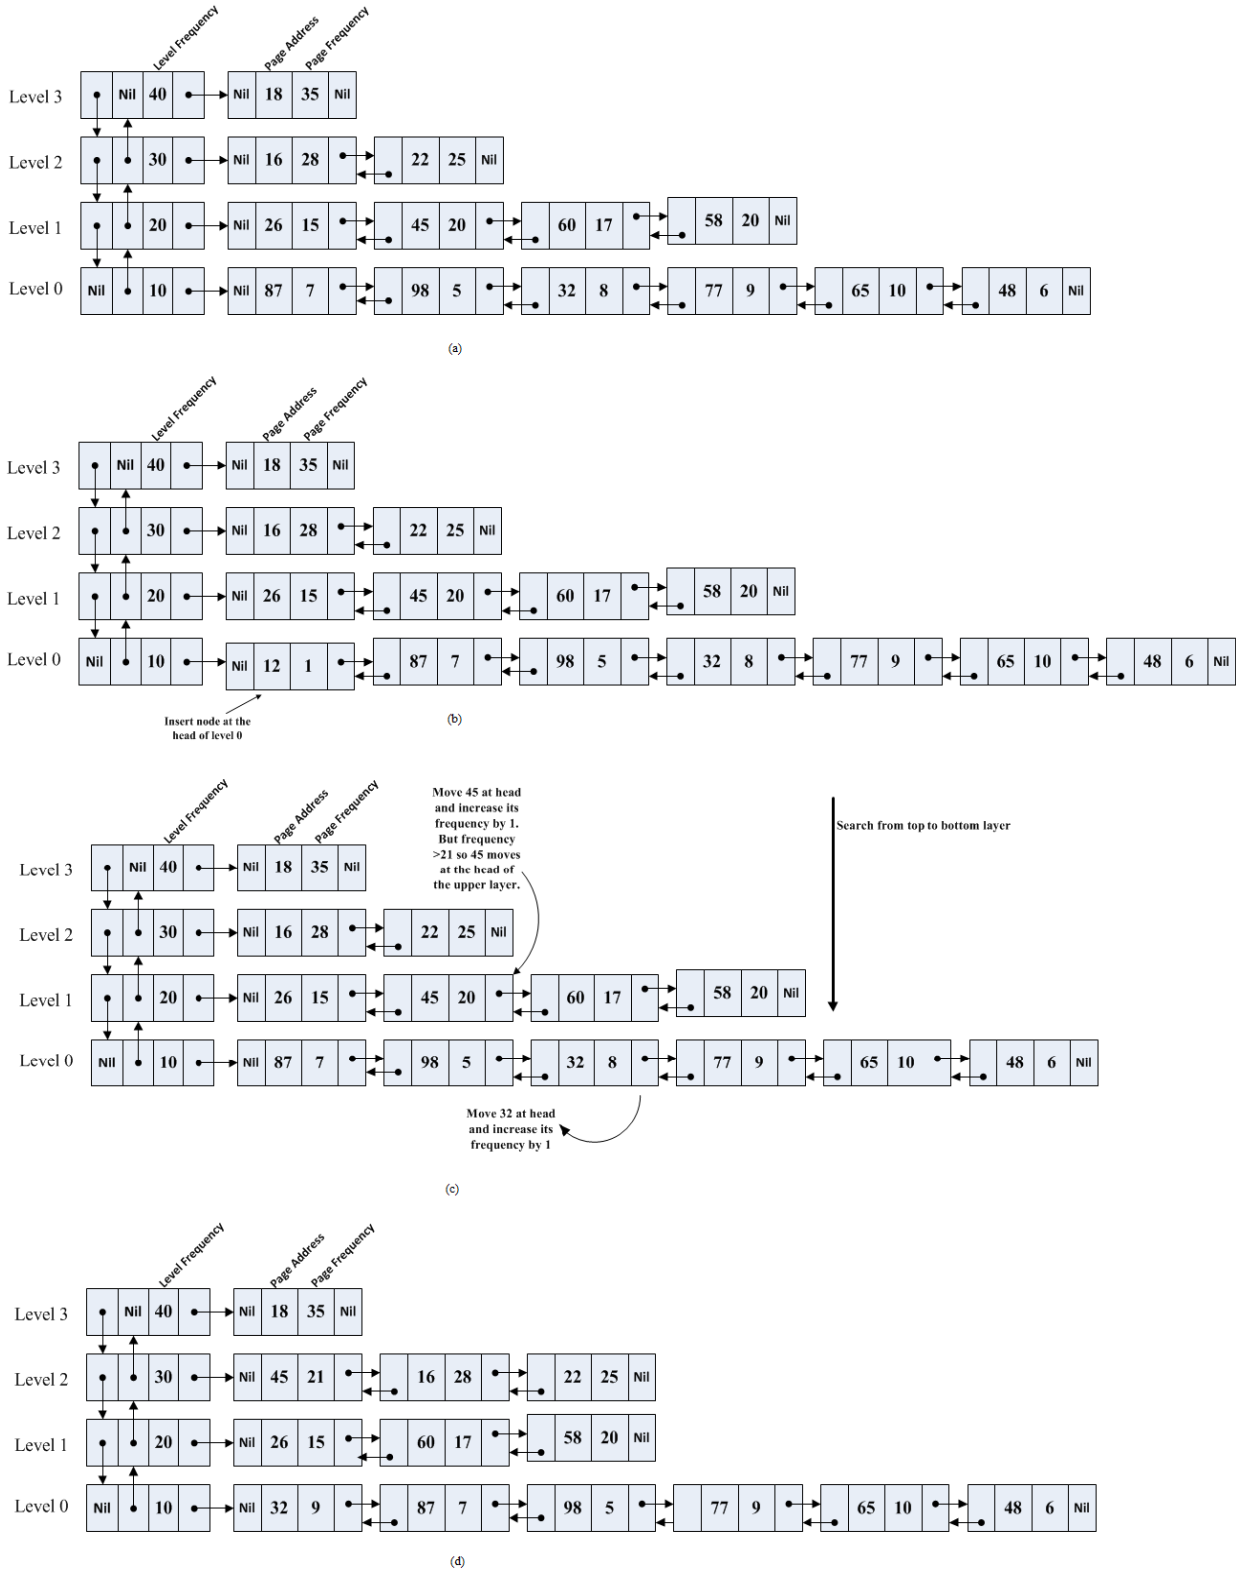 Level Frequency
Page Address
Page Frequency
Level 3 Nil 40 Nil 18 35 Nil
Level 2 30 Nil 16 28 22 25 Nil
Level 1 20 Nil 26 15 45 20 60 17 58 20 Nil
Level 0 Nil 10 Nil 87 7 98 5 32 8 77 9 65 10 48 6 Nil
(a)
Level Frequency
Page Address
Page Frequency
Level 3 Nil 40 Nil 18 35 Nil
Level 2 30 Nil 16 28 22 25 Nil
Level 1 20 Nil 26 15 45 20 60 17 58 20 Nil
Level 0 Nil 10 Nil 12 1 87 7 98 5 32 8 77 9 65 10 48 6 Nil
Insert node at the
head of level 0
(b)
Level Frequency
Page Address
Page Frequency
Move 45 at head
and increase its
frequency by 1.
But frequency
>21 so 45 moves
at the head of
the upper layer.
Search from top to bottom layer
Level 3 Nil 40 Nil 18 35 Nil
Level 2 30 Nil 16 28 22 25 Nil
Level 1 20 Nil 26 15 45 20 60 17 58 20 Nil
Level 0 Nil 10 Nil 87 7 98 5 32 8 77 9 65 10 48 6 Nil
Move 32 at head
and increase its
frequency by 1
(c)
Level Frequency
Page Address
Page Frequency
Level 3 Nil 40 Nil 18 35 Nil
Level 2 30 Nil 45 21 16 28 22 25 Nil
Level 1 20 Nil 26 15 60 17 58 20 Nil
Level 0 Nil 10 Nil 32 9 87 7 98 5 77 9 65 10 48 6 Nil
(d)